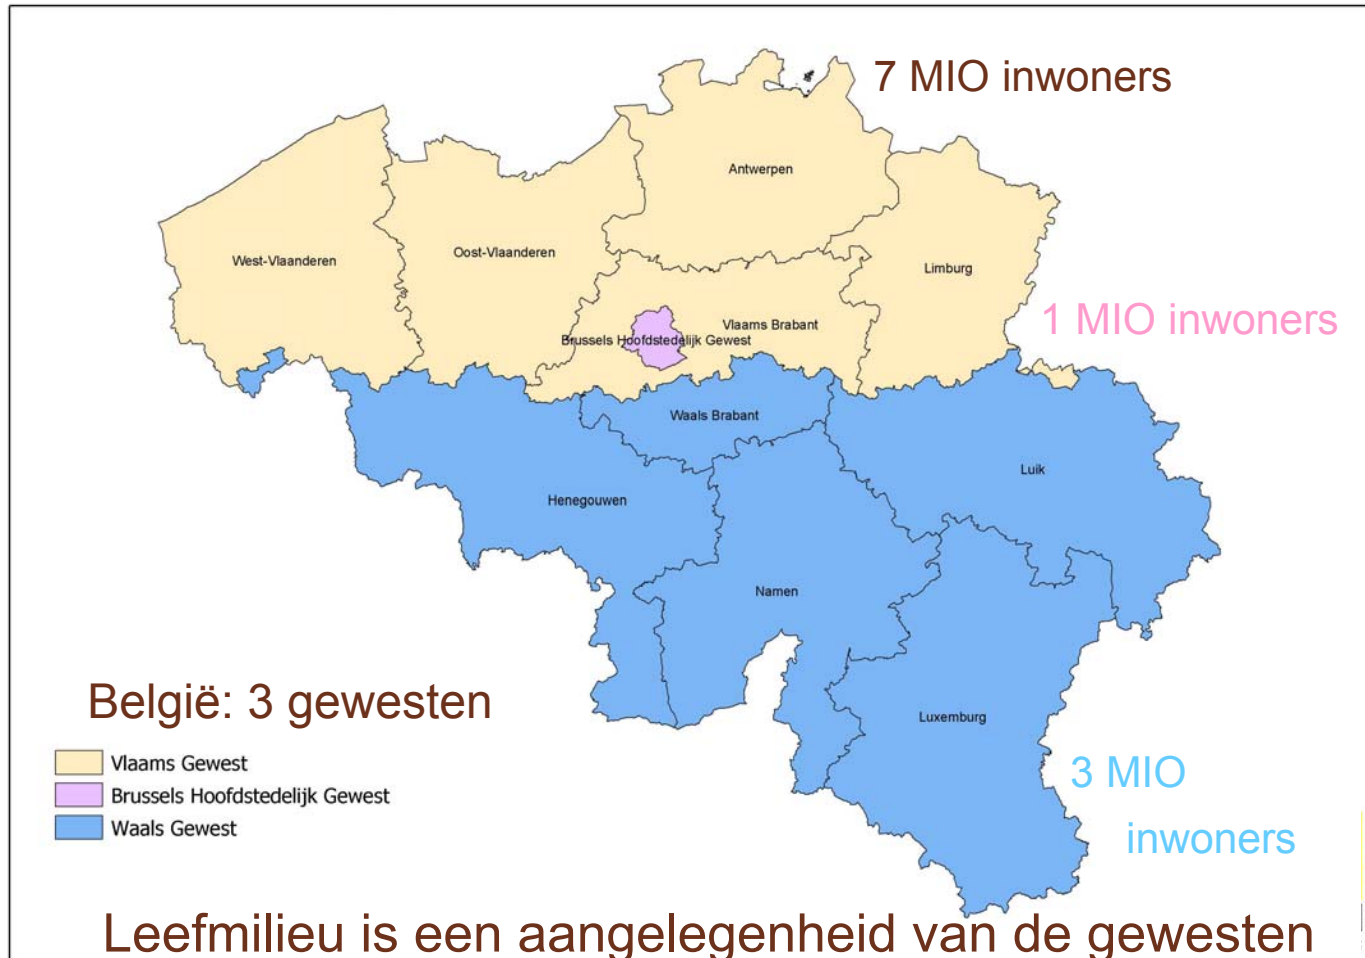 7 MIO inwoners
Antwerpen
West-Vlaanderen
Oost-Vlaanderen
Limburg
1 MIO inwoners
Vlaams Brabant
Brussels Hoofdstedelijk Gewest
Waals Brabant
Luik
Henegouwen
Namen
België: 3 gewesten
Luxemburg
Vlaams Gewest
Brussels Hoofdstedelijk Gewest
Waals Gewest
3 MIO
inwoners
Leefmilieu is een aangelegenheid van de gewesten